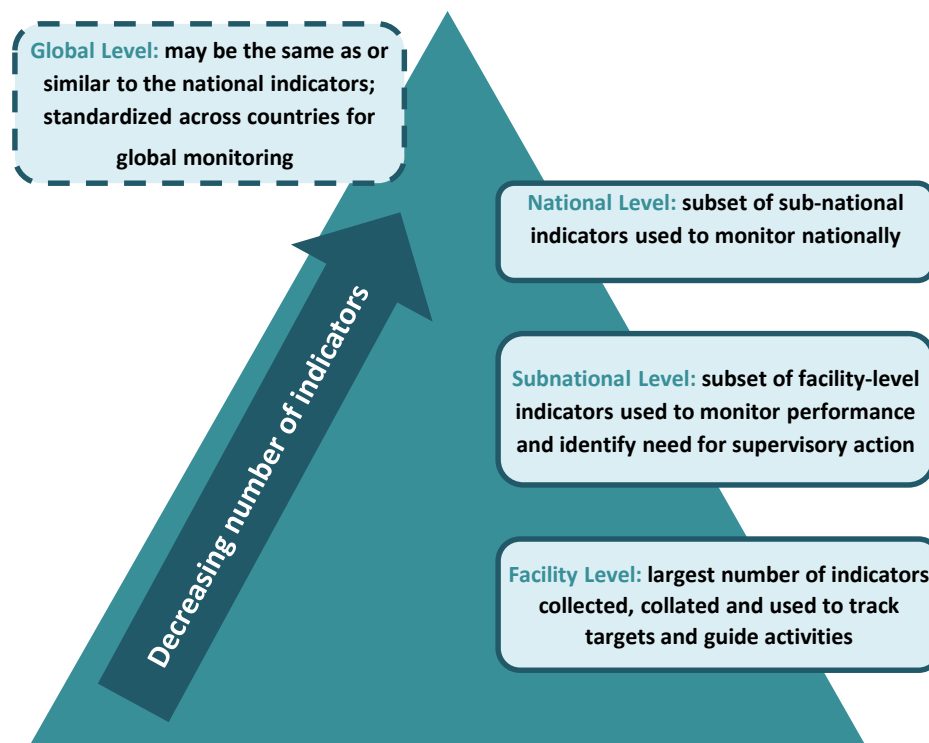 Global Level: may be the same as or
similar to the national indicators;
standardized across countries for
global monitoring
National Level: subset of sub-national
indicators used to monitor nationally
Subnational Level: subset of facility-level
indicators used to monitor performance
and identify need for supervisory action
Facility Level: largest number of indicators
collected, collated and used to track
targets and guide activities
Decreasing number of indicators